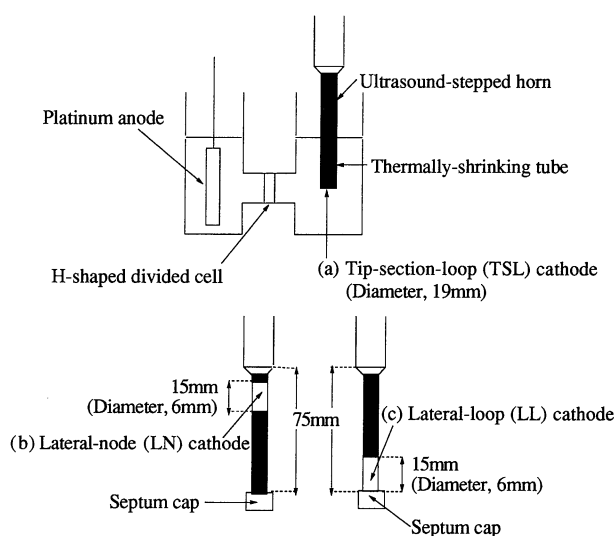 Ultrasound-stepped horn
Platinum anode
Thermally-shrinking tube
H-shaped divided cell
(a) Tip-section-loop (TSL) cathode
(Diameter, 19mm)
15mm
(Diameter, 6mm)
75mm
(b) Lateral-node (LN) cathode
(c) Lateral-loop (LL) cathode
15mm
(Diameter, 6mm)
Septum cap
Septum cap